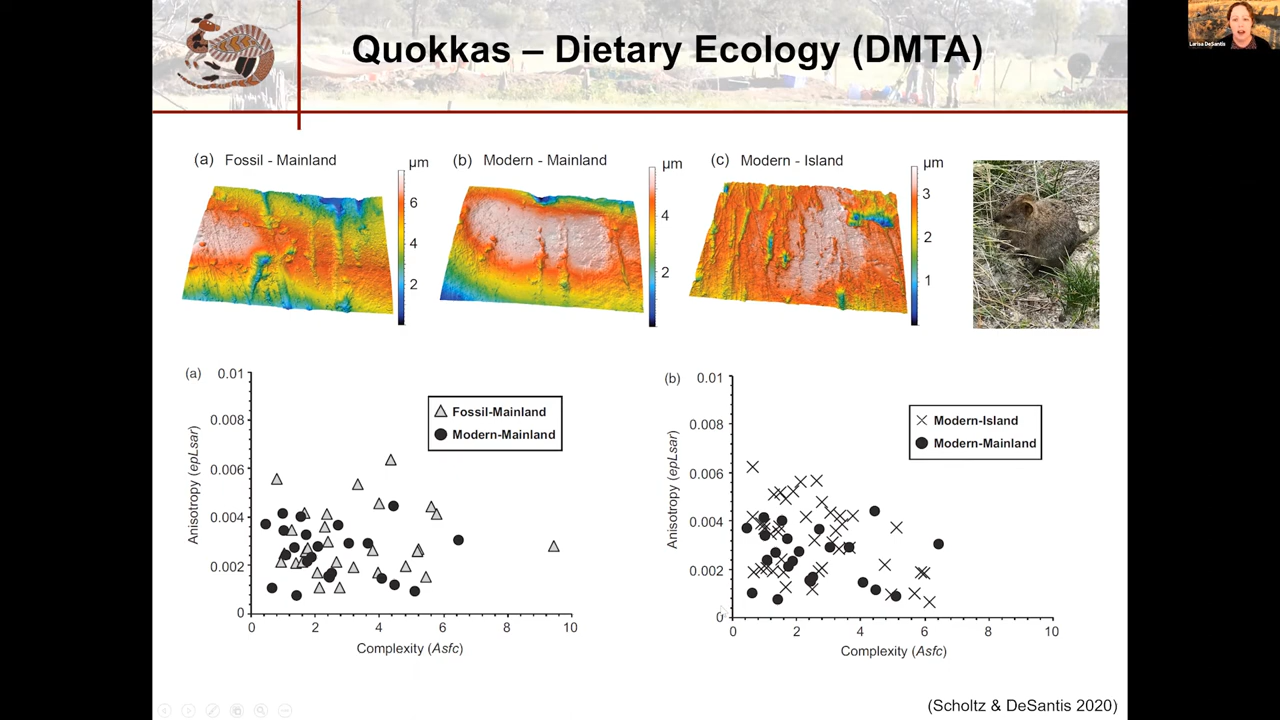 Quokkas – Dietary Ecology (DMTA)
Larisa DeSantis
(a) Fossil - Mainland
µm
6
4
2
(b) Modern - Mainland
µm
4
2
(c) Modern - Island
µm
3
2
1
(a)
Anisotropy (epLsar)
0.01
0.008
0.006
0.004
0.002
0
0 2 4 6 8 10
Complexity (Asfc)
Fossil-Mainland
Modern-Mainland
(b)
Anisotropy (epLsar)
0.01
0.008
0.006
0.004
0.002
0
0 2 4 6 8 10
Complexity (Asfc)
Modern-Island
Modern-Mainland
(Scholtz & DeSantis 2020)